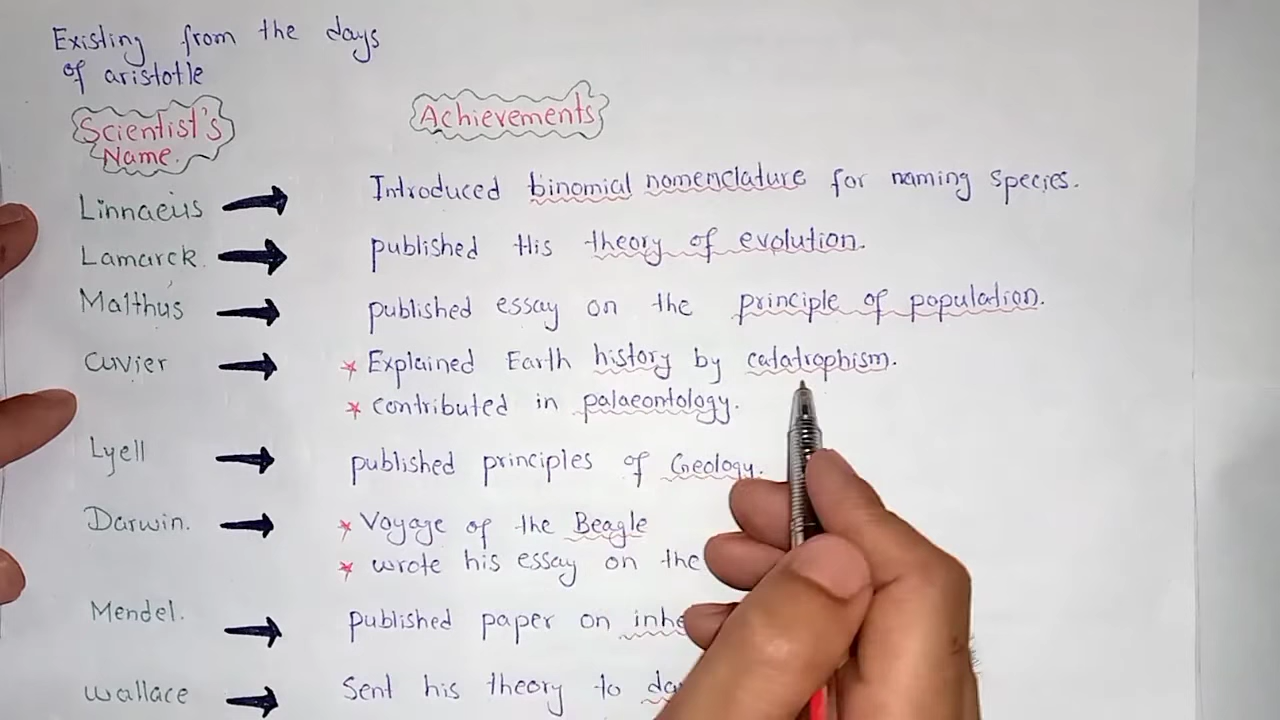 Existing from the days
of aristotle
Scientist's
Name.
Achievements
Linnaeus
Introduced binomial nomenclature for naming species.
Lamarck.
published His theory of evolution.
Malthus
published essay on the principle of population.
Cuvier
* Explained Earth history by catatrophism.
* contributed in palaeontology.
Lyell
published principles of Geology.
Darwin.
* Voyage of the Beagle
* wrote his essay on the
Mendel.
published paper on
Wallace
Sent his theory to